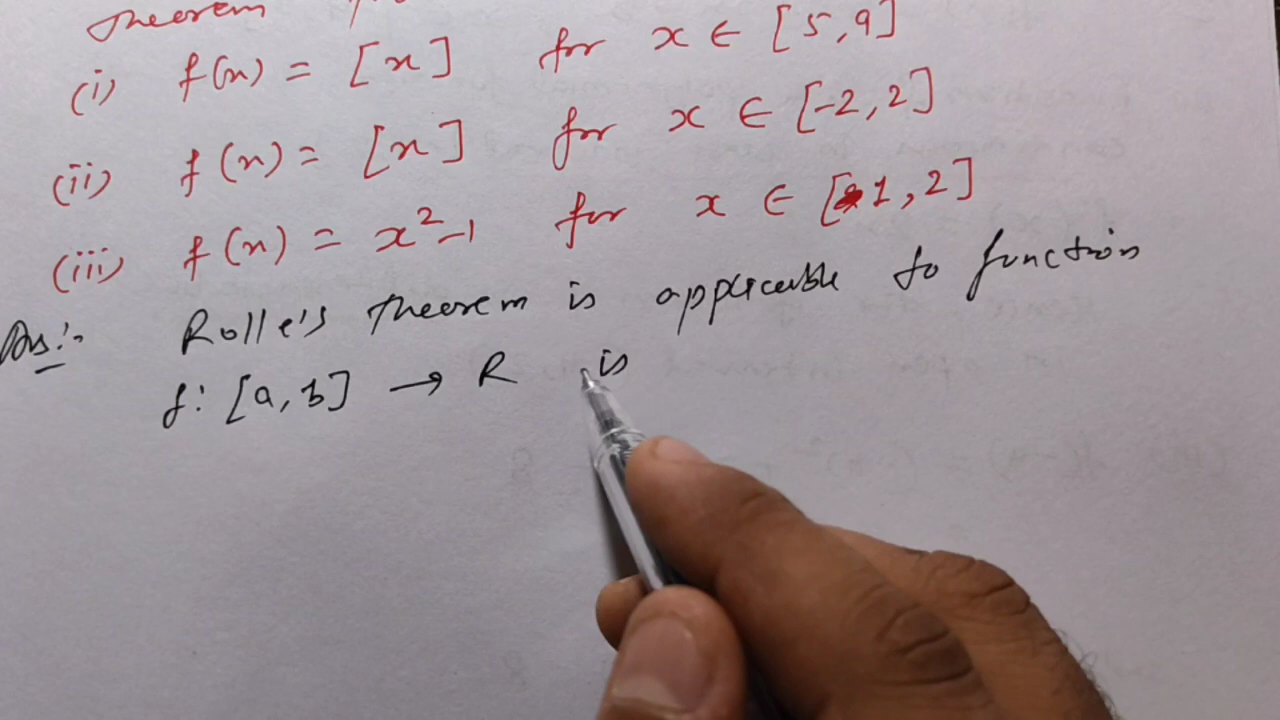 theorem
(i) f(x) = [x] for x ∈ [5,9]
(ii) f(x) = [x] for x ∈ [-2,2]
(iii) f(x) = x²-1 for x ∈ [1,2]
Ans:- Rolle's theorem is applicable to function
f: [a,b] → R is